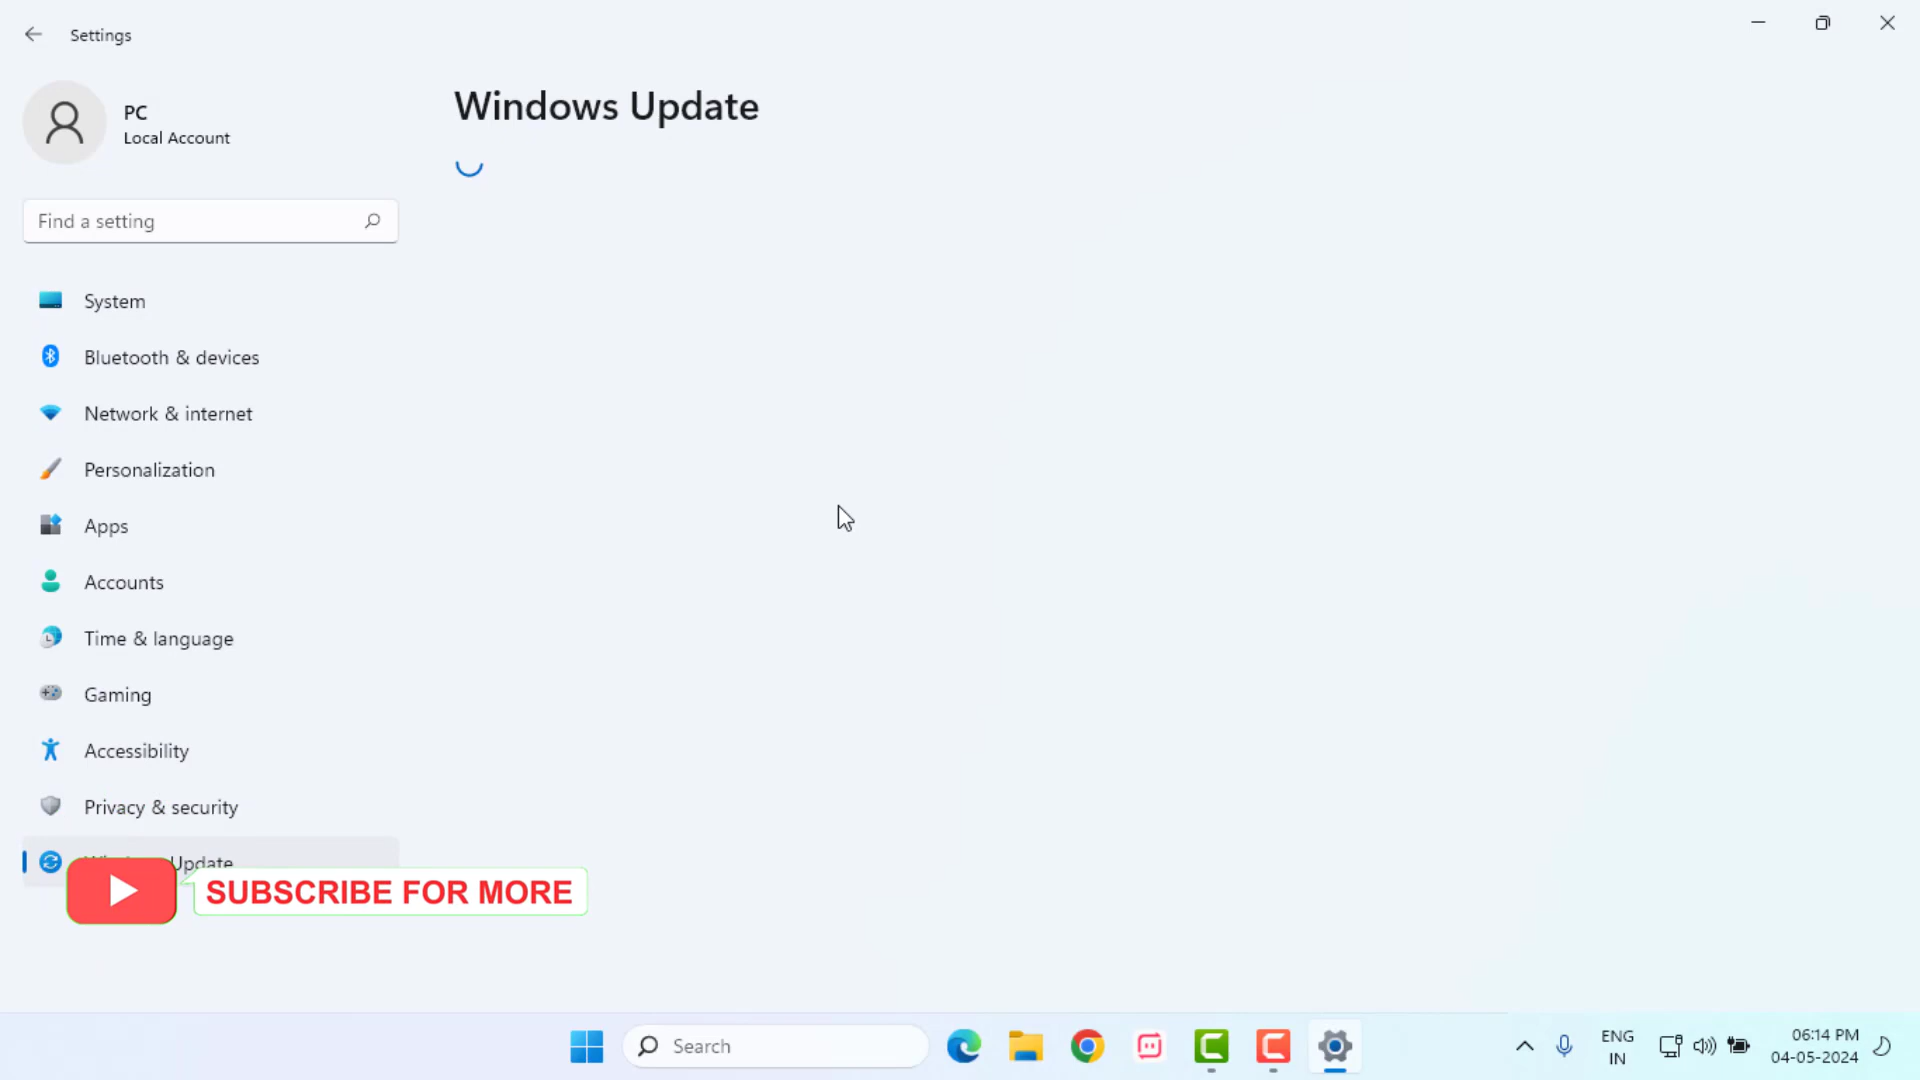 Settings
PC
Local Account
Find a setting
System
Bluetooth & devices
Network & internet
Personalization
Apps
Accounts
Time & language
Gaming
Accessibility
Privacy & security
Update
SUBSCRIBE FOR MORE
Windows Update
Search
ENG
IN
06:14 PM
04-05-2024